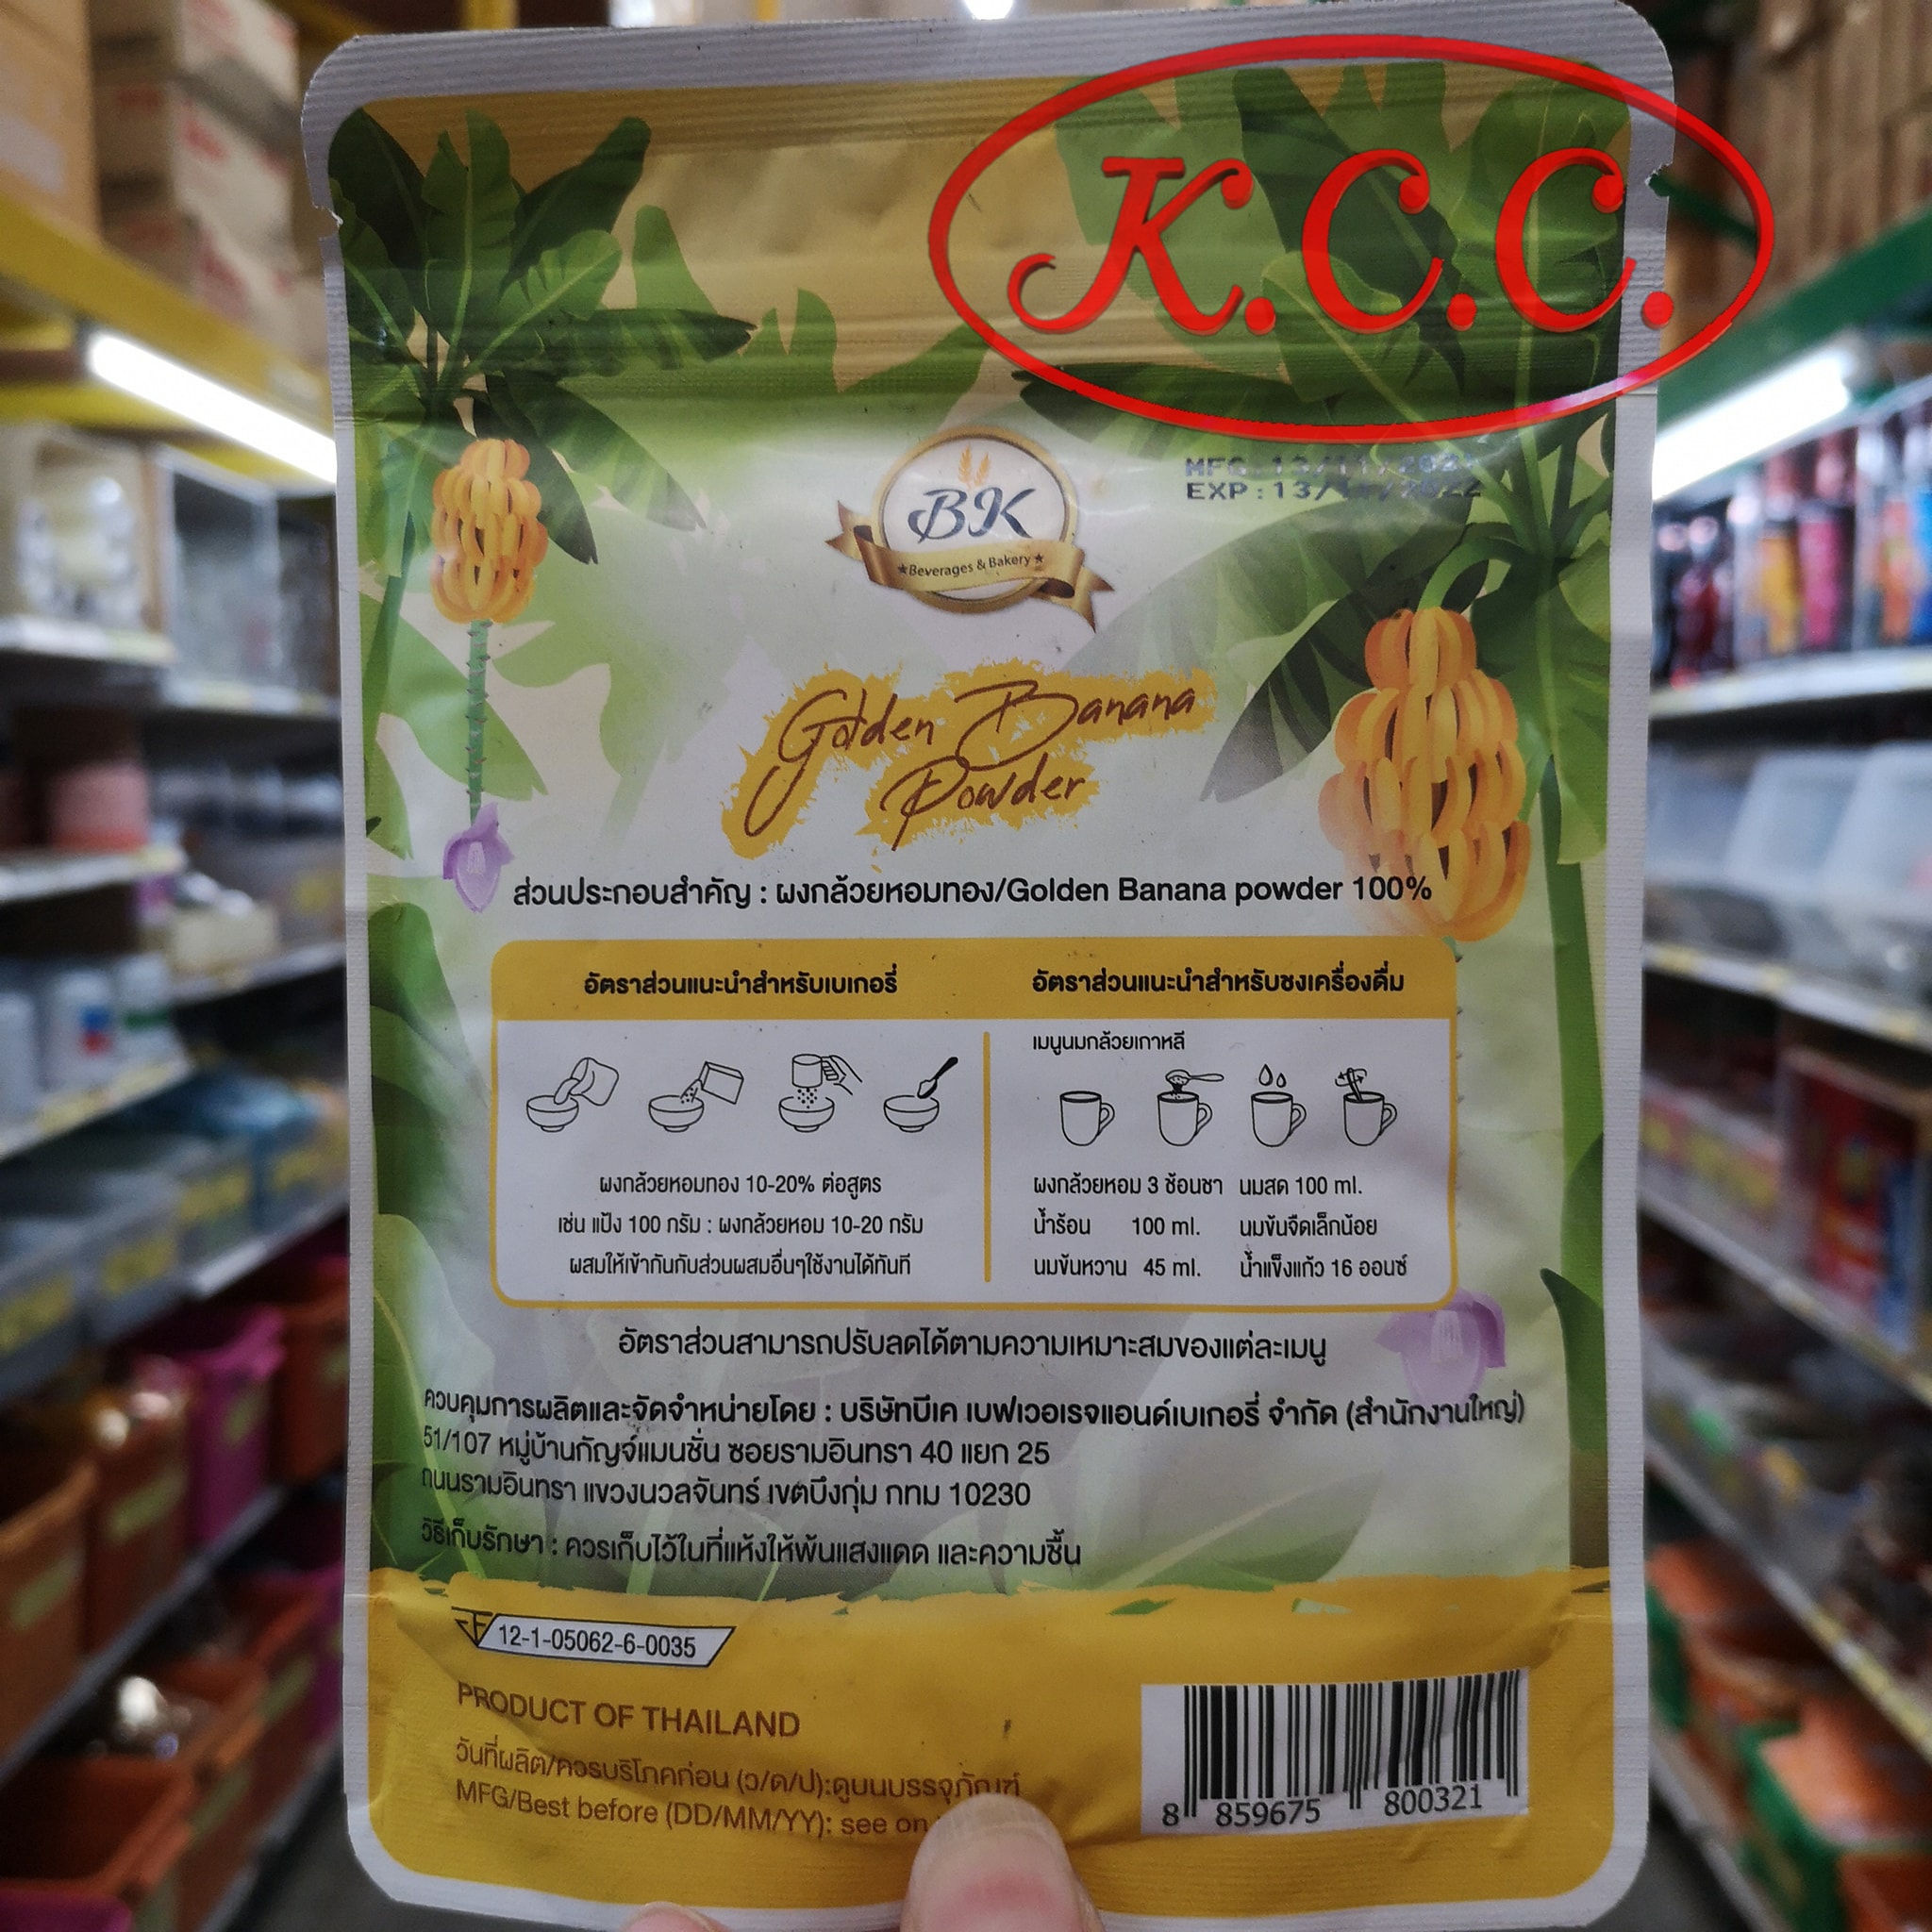 K.C.C.
BK
Beverages & Bakery
MFG:13/11/2021
EXP:13/11/2022
Golden Banana
Powder
ส่วนประกอบสำคัญ : ผงกล้วยหอมทอง/Golden Banana powder 100%
อัตราส่วนแนะนำสำหรับเบเกอรี่
อัตราส่วนแนะนำสำหรับชงเครื่องดื่ม
เมนูนมกล้วยเกาหลี
ผงกล้วยหอมทอง 10-20% ต่อสูตร
เช่น แป้ง 100 กรัม : ผงกล้วยหอม 10-20 กรัม
ผสมให้เข้ากันกับส่วนผสมอื่นๆใช้งานได้ทันที
ผงกล้วยหอม 3 ช้อนชา นมสด 100 ml.
น้ำร้อน 100 ml. นมข้นจืดเล็กน้อย
นมข้นหวาน 45 ml. น้ำแข็งแก้ว 16 ออนซ์
อัตราส่วนสามารถปรับลดได้ตามความเหมาะสมของแต่ละเมนู
ควบคุมการผลิตและจัดจำหน่ายโดย : บริษัทบีเค เบฟเวอเรจแอนด์เบเกอรี่ จำกัด (สำนักงานใหญ่)
51/107 หมู่บ้านกัญจ์แมนชั่น ซอยรามอินทรา 40 แยก 25
ถนนรามอินทรา แขวงนวลจันทร์ เขตบึงกุ่ม กทม 10230
วิธีเก็บรักษา : ควรเก็บไว้ในที่แห้งให้พ้นแสงแดด และความชื้น
12-1-05062-6-0035
PRODUCT OF THAILAND
วันที่ผลิต/ควรบริโภคก่อน (ว/ด/ป):ดูบนบรรจุภัณฑ์
MFG/Best before (DD/MM/YY): see on
8 859675 800321